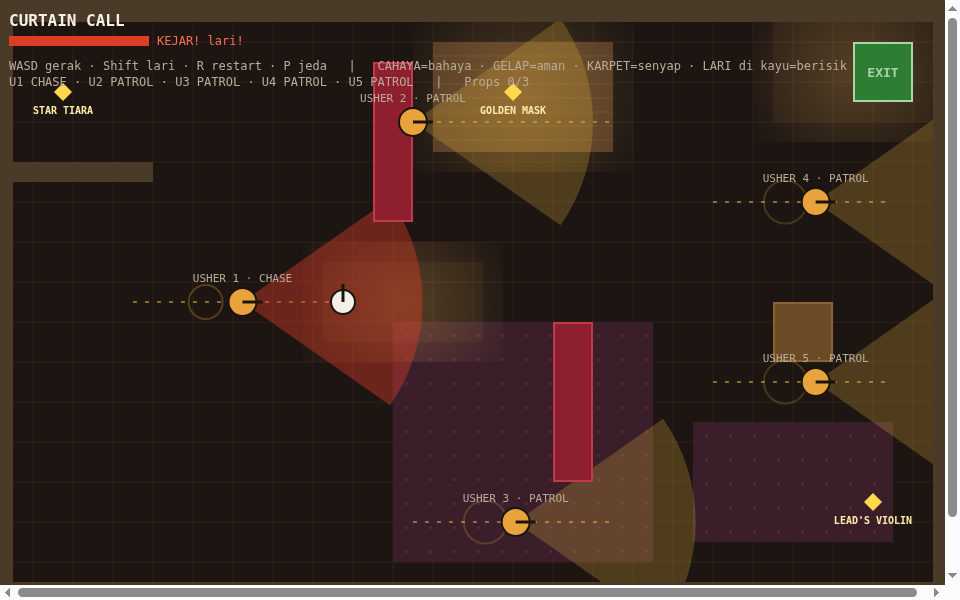 CURTAIN CALL
KEJAR! lari!
WASD gerak · Shift lari · R restart · P jeda | CAHAYA=bahaya · GELAP=aman · KARPET=senyap · LARI di kayu=berisik
U1 CHASE · U2 PATROL · U3 PATROL · U4 PATROL · U5 PATROL | Props 0/3
EXIT
USHER 2 · PATROL
STAR TIARA
GOLDEN MASK
USHER 4 · PATROL
USHER 1 · CHASE
USHER 5 · PATROL
USHER 3 · PATROL
LEAD'S VIOLIN